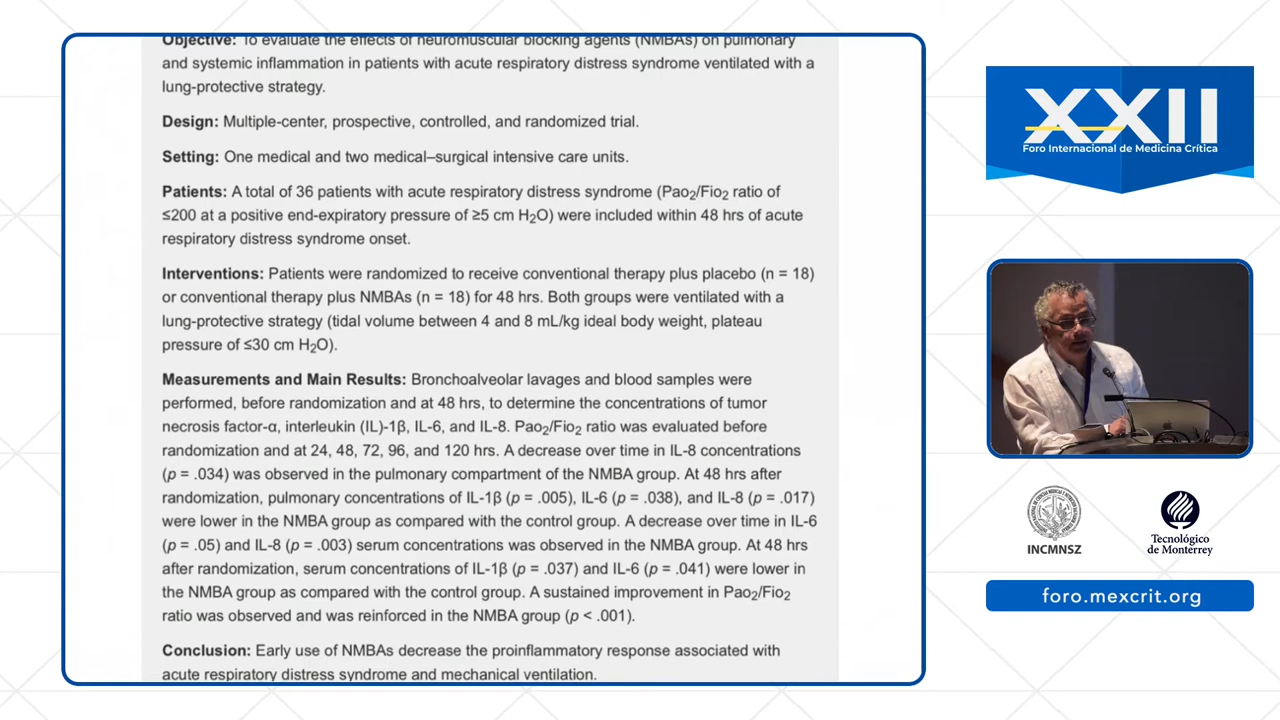 Objective: To evaluate the effects of neuromuscular blocking agents (NMBAs) on pulmonary
and systemic inflammation in patients with acute respiratory distress syndrome ventilated with a
lung-protective strategy.
Design: Multiple-center, prospective, controlled, and randomized trial.
Setting: One medical and two medical–surgical intensive care units.
Patients: A total of 36 patients with acute respiratory distress syndrome (Pao2/Fio2 ratio of
≤200 at a positive end-expiratory pressure of ≥5 cm H2O) were included within 48 hrs of acute
respiratory distress syndrome onset.
Interventions: Patients were randomized to receive conventional therapy plus placebo (n = 18)
or conventional therapy plus NMBAs (n = 18) for 48 hrs. Both groups were ventilated with a
lung-protective strategy (tidal volume between 4 and 8 mL/kg ideal body weight, plateau
pressure of ≤30 cm H2O).
Measurements and Main Results: Bronchoalveolar lavages and blood samples were
performed, before randomization and at 48 hrs, to determine the concentrations of tumor
necrosis factor-α, interleukin (IL)-1β, IL-6, and IL-8. Pao2/Fio2 ratio was evaluated before
randomization and at 24, 48, 72, 96, and 120 hrs. A decrease over time in IL-8 concentrations
(p = .034) was observed in the pulmonary compartment of the NMBA group. At 48 hrs after
randomization, pulmonary concentrations of IL-1β (p = .005), IL-6 (p = .038), and IL-8 (p = .017)
were lower in the NMBA group as compared with the control group. A decrease over time in IL-6
(p = .05) and IL-8 (p = .003) serum concentrations was observed in the NMBA group. At 48 hrs
after randomization, serum concentrations of IL-1β (p = .037) and IL-6 (p = .041) were lower in
the NMBA group as compared with the control group. A sustained improvement in Pao2/Fio2
ratio was observed and was reinforced in the NMBA group (p < .001).
Conclusion: Early use of NMBAs decrease the proinflammatory response associated with
acute respiratory distress syndrome and mechanical ventilation.
XXII
Foro Internacional de Medicina Crítica
INCMNSZ
Tecnológico
de Monterrey
foro.mexcrit.org